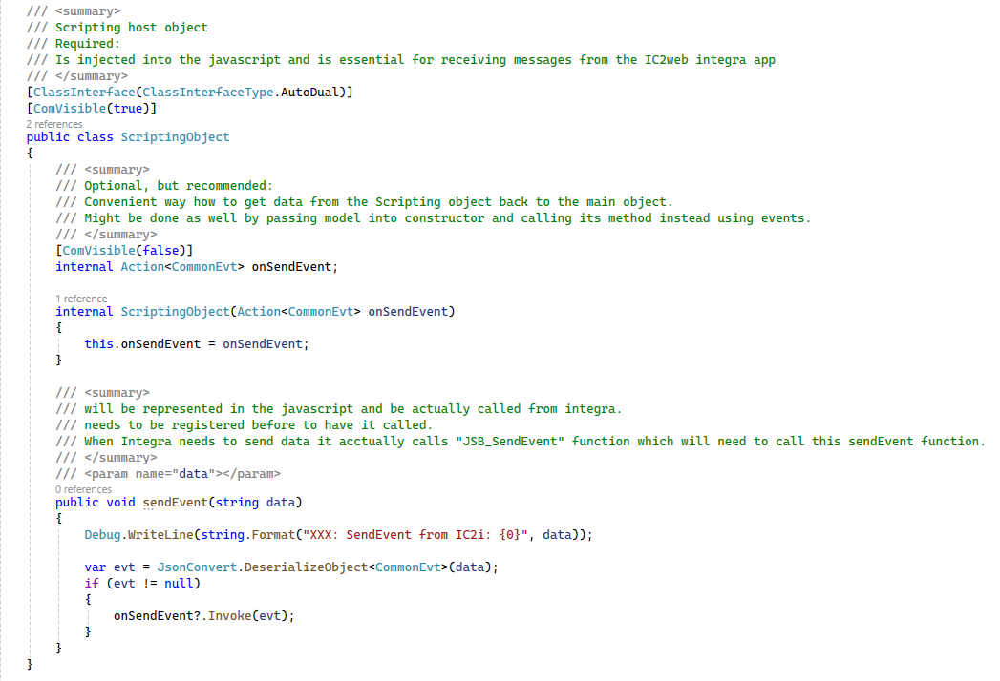 /// <summary>
/// Scripting host object
/// Required:
/// Is injected into the javascript and is essential for receiving messages from the IC2web integra app
/// </summary>
[ClassInterface(ClassInterfaceType.AutoDual)]
[ComVisible(true)]
2 references
public class ScriptingObject
{
/// <summary>
/// Optional, but recommended:
/// Convenient way how to get data from the Scripting object back to the main object.
/// Might be done as well by passing model into constructor and calling its method instead using events.
/// </summary>
[ComVisible(false)]
internal Action<CommonEvt> onSendEvent;
1 reference
internal ScriptingObject(Action<CommonEvt> onSendEvent)
{
this.onSendEvent = onSendEvent;
}
/// <summary>
/// will be represented in the javascript and be actually called from integra.
/// needs to be registered before to have it called.
/// When Integra needs to send data it acctually calls "JSB_SendEvent" function which will need to call this sendEvent function.
/// </summary>
/// <param name="data"></param>
0 references
public void sendEvent(string data)
{
Debug.WriteLine(string.Format("XXX: SendEvent from IC2i: {0}", data));
var evt = JsonConvert.DeserializeObject<CommonEvt>(data);
if (evt != null)
{
onSendEvent?.Invoke(evt);
}
}
}